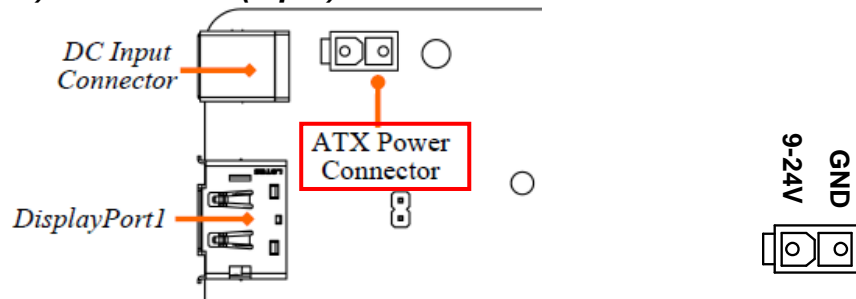 DC Input
Connector
ATX Power
Connector
DisplayPort1
9-24V
GND